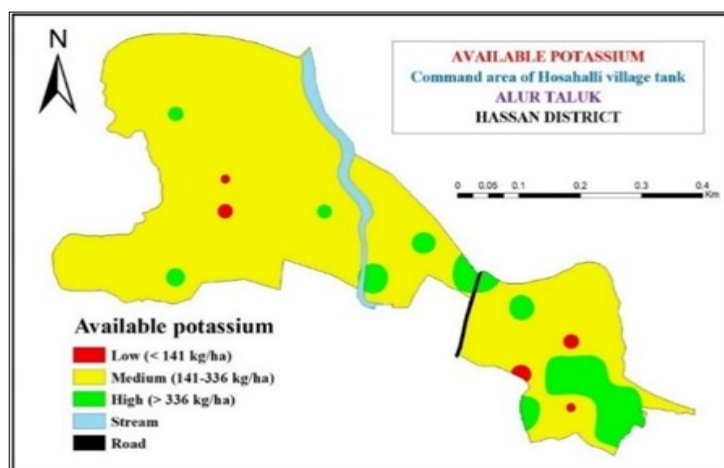 N
AVAILABLE POTASSIUM
Command area of Hosahalli village tank
ALUR TALUK
HASSAN DISTRICT
0 0.05 0.1 0.2 0.3 0.4
Km
Available potassium
Low (< 141 kg/ha)
Medium (141-336 kg/ha)
High (> 336 kg/ha)
Stream
Road